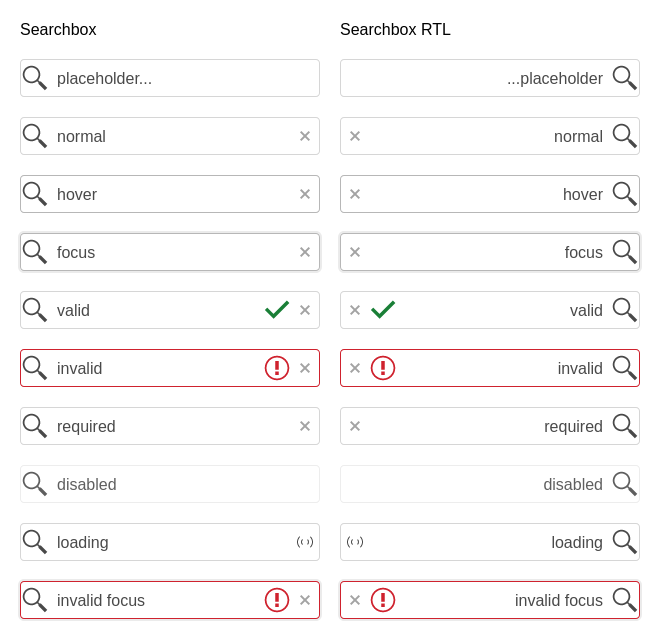 Searchbox
placeholder...
normal
hover
focus
valid
invalid
required
disabled
loading
invalid focus
Searchbox RTL
...placeholder
normal
hover
focus
valid
invalid
required
disabled
loading
invalid focus